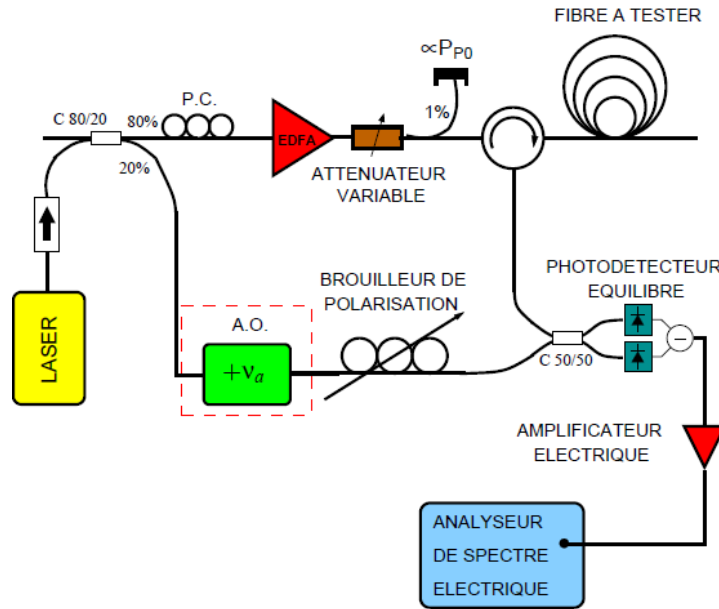 FIBRE A TESTER
∝P_P0
P.C.
C 80/20
80%
1%
EDFA
20%
ATTENUATEUR
VARIABLE
BROUILLEUR DE
POLARISATION
PHOTODETECTEUR
EQUILIBRE
A.O.
LASER
+ν_a
C 50/50
AMPLIFICATEUR
ELECTRIQUE
ANALYSEUR
DE SPECTRE
ELECTRIQUE